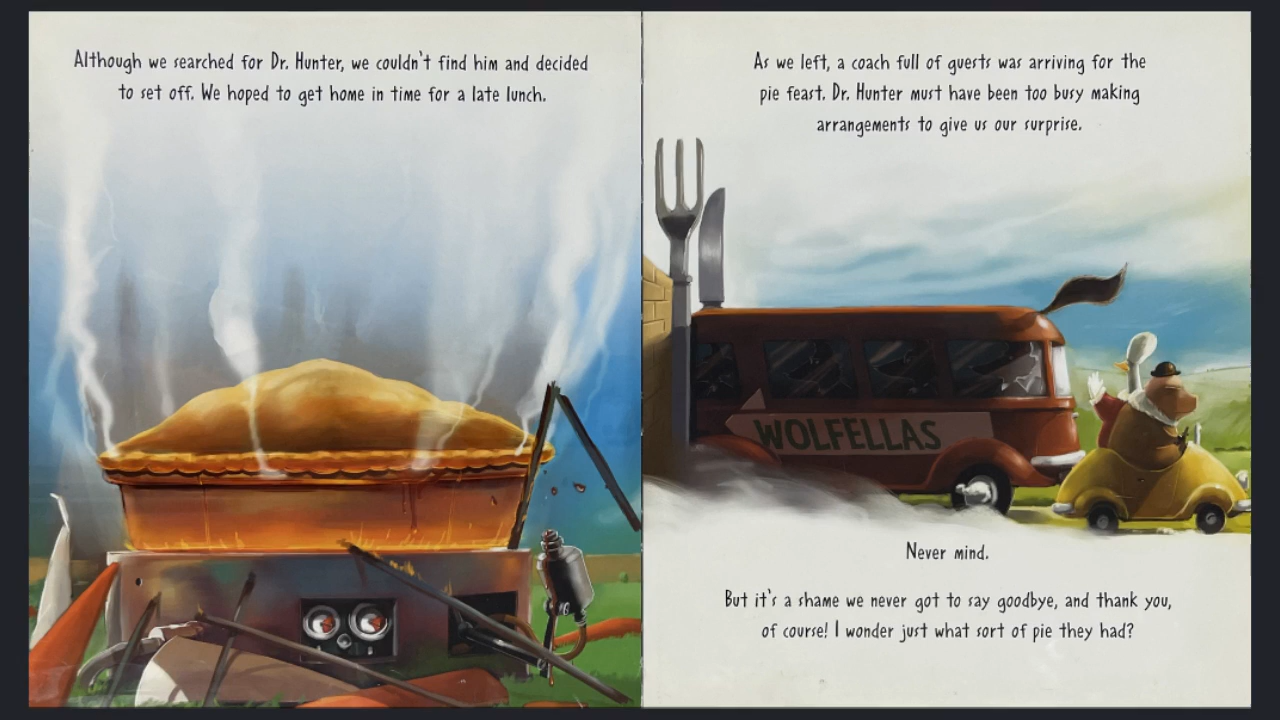 Although we searched for Dr. Hunter, we couldn't find him and decided
to set off. We hoped to get home in time for a late lunch.
As we left, a coach full of guests was arriving for the
pie feast. Dr. Hunter must have been too busy making
arrangements to give us our surprise.
WOLFELLAS
Never mind.
But it's a shame we never got to say goodbye, and thank you,
of course! I wonder just what sort of pie they had?